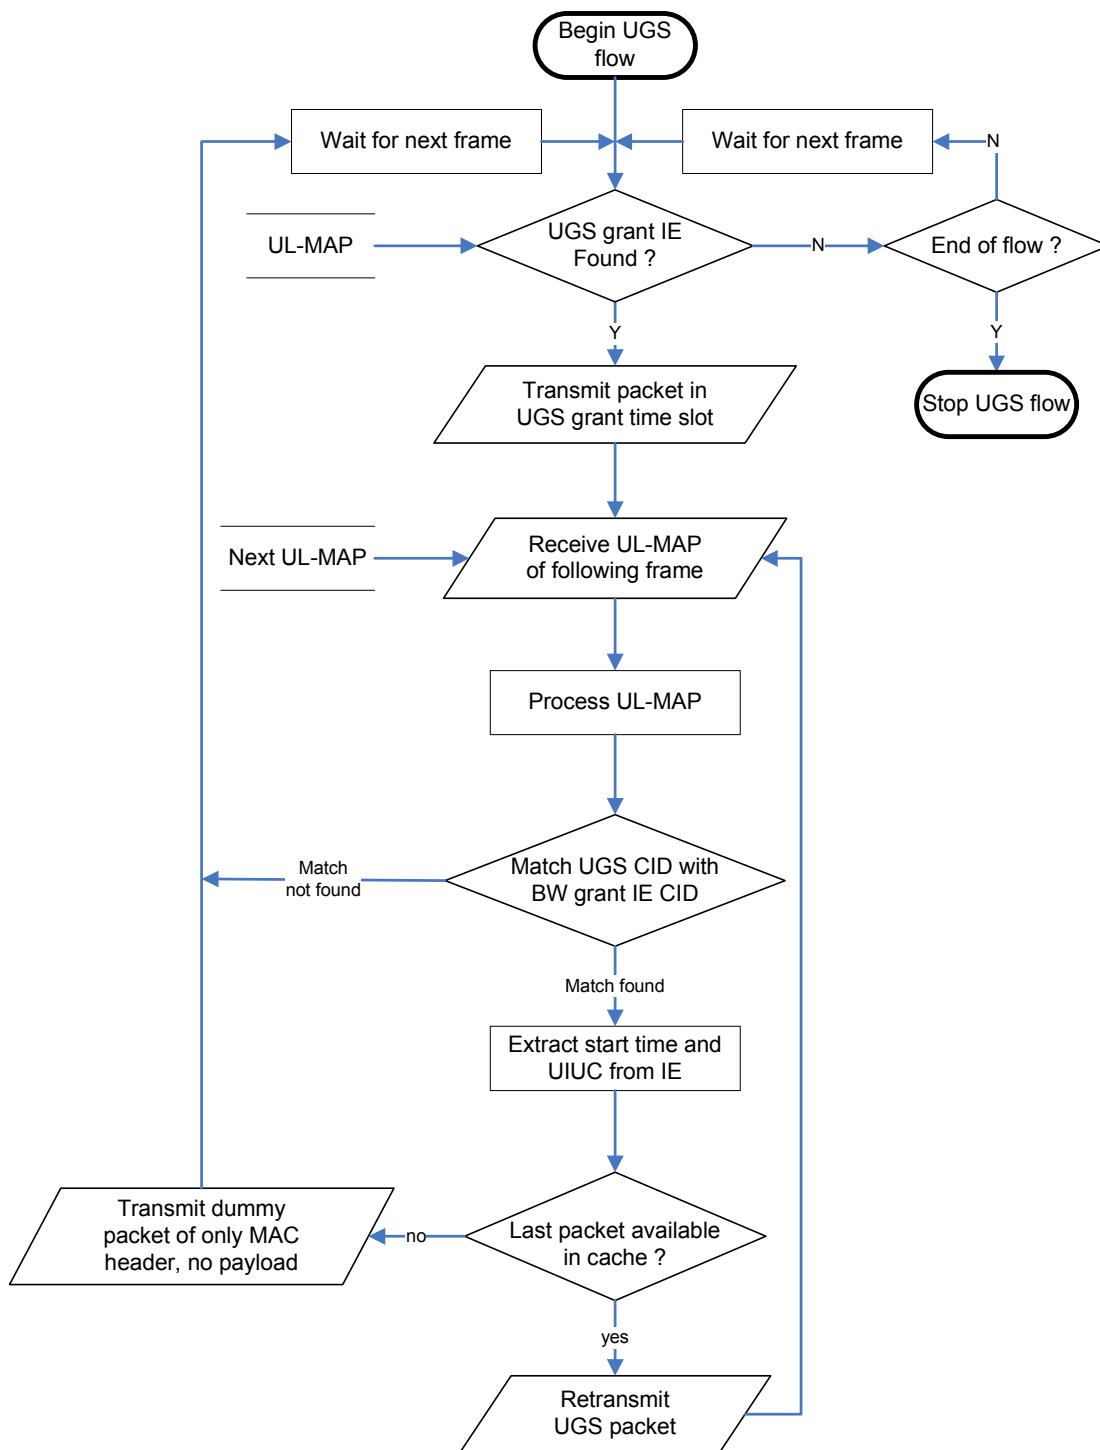 Begin UGS
flow
Wait for next frame
Wait for next frame
N
UL-MAP
UGS grant IE
Found ?
N
End of flow ?
Y
Y
Transmit packet in
UGS grant time slot
Stop UGS flow
Next UL-MAP
Receive UL-MAP
of following frame
Process UL-MAP
Match
not found
Match UGS CID with
BW grant IE CID
Match found
Extract start time and
UIUC from IE
Transmit dummy
packet of only MAC
header, no payload
no
Last packet available
in cache ?
yes
Retransmit
UGS packet